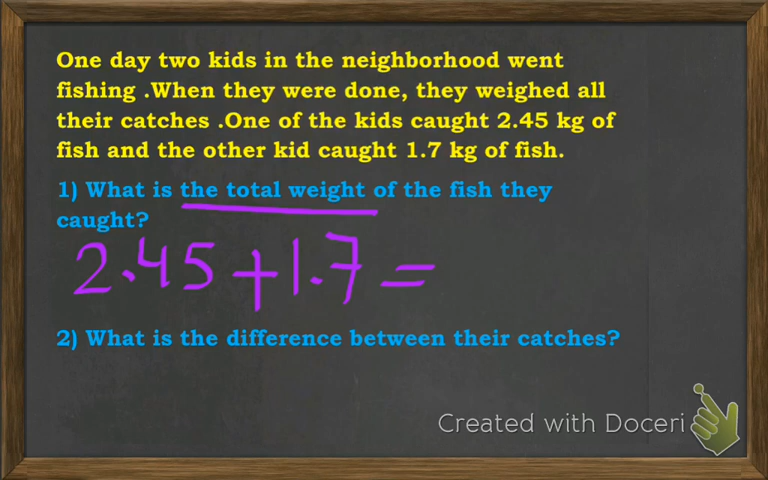 One day two kids in the neighborhood went
fishing .When they were done, they weighed all
their catches .One of the kids caught 2.45 kg of
fish and the other kid caught 1.7 kg of fish.
1) What is the total weight of the fish they
caught?
2.45+1.7=
2) What is the difference between their catches?
Created with Doceri